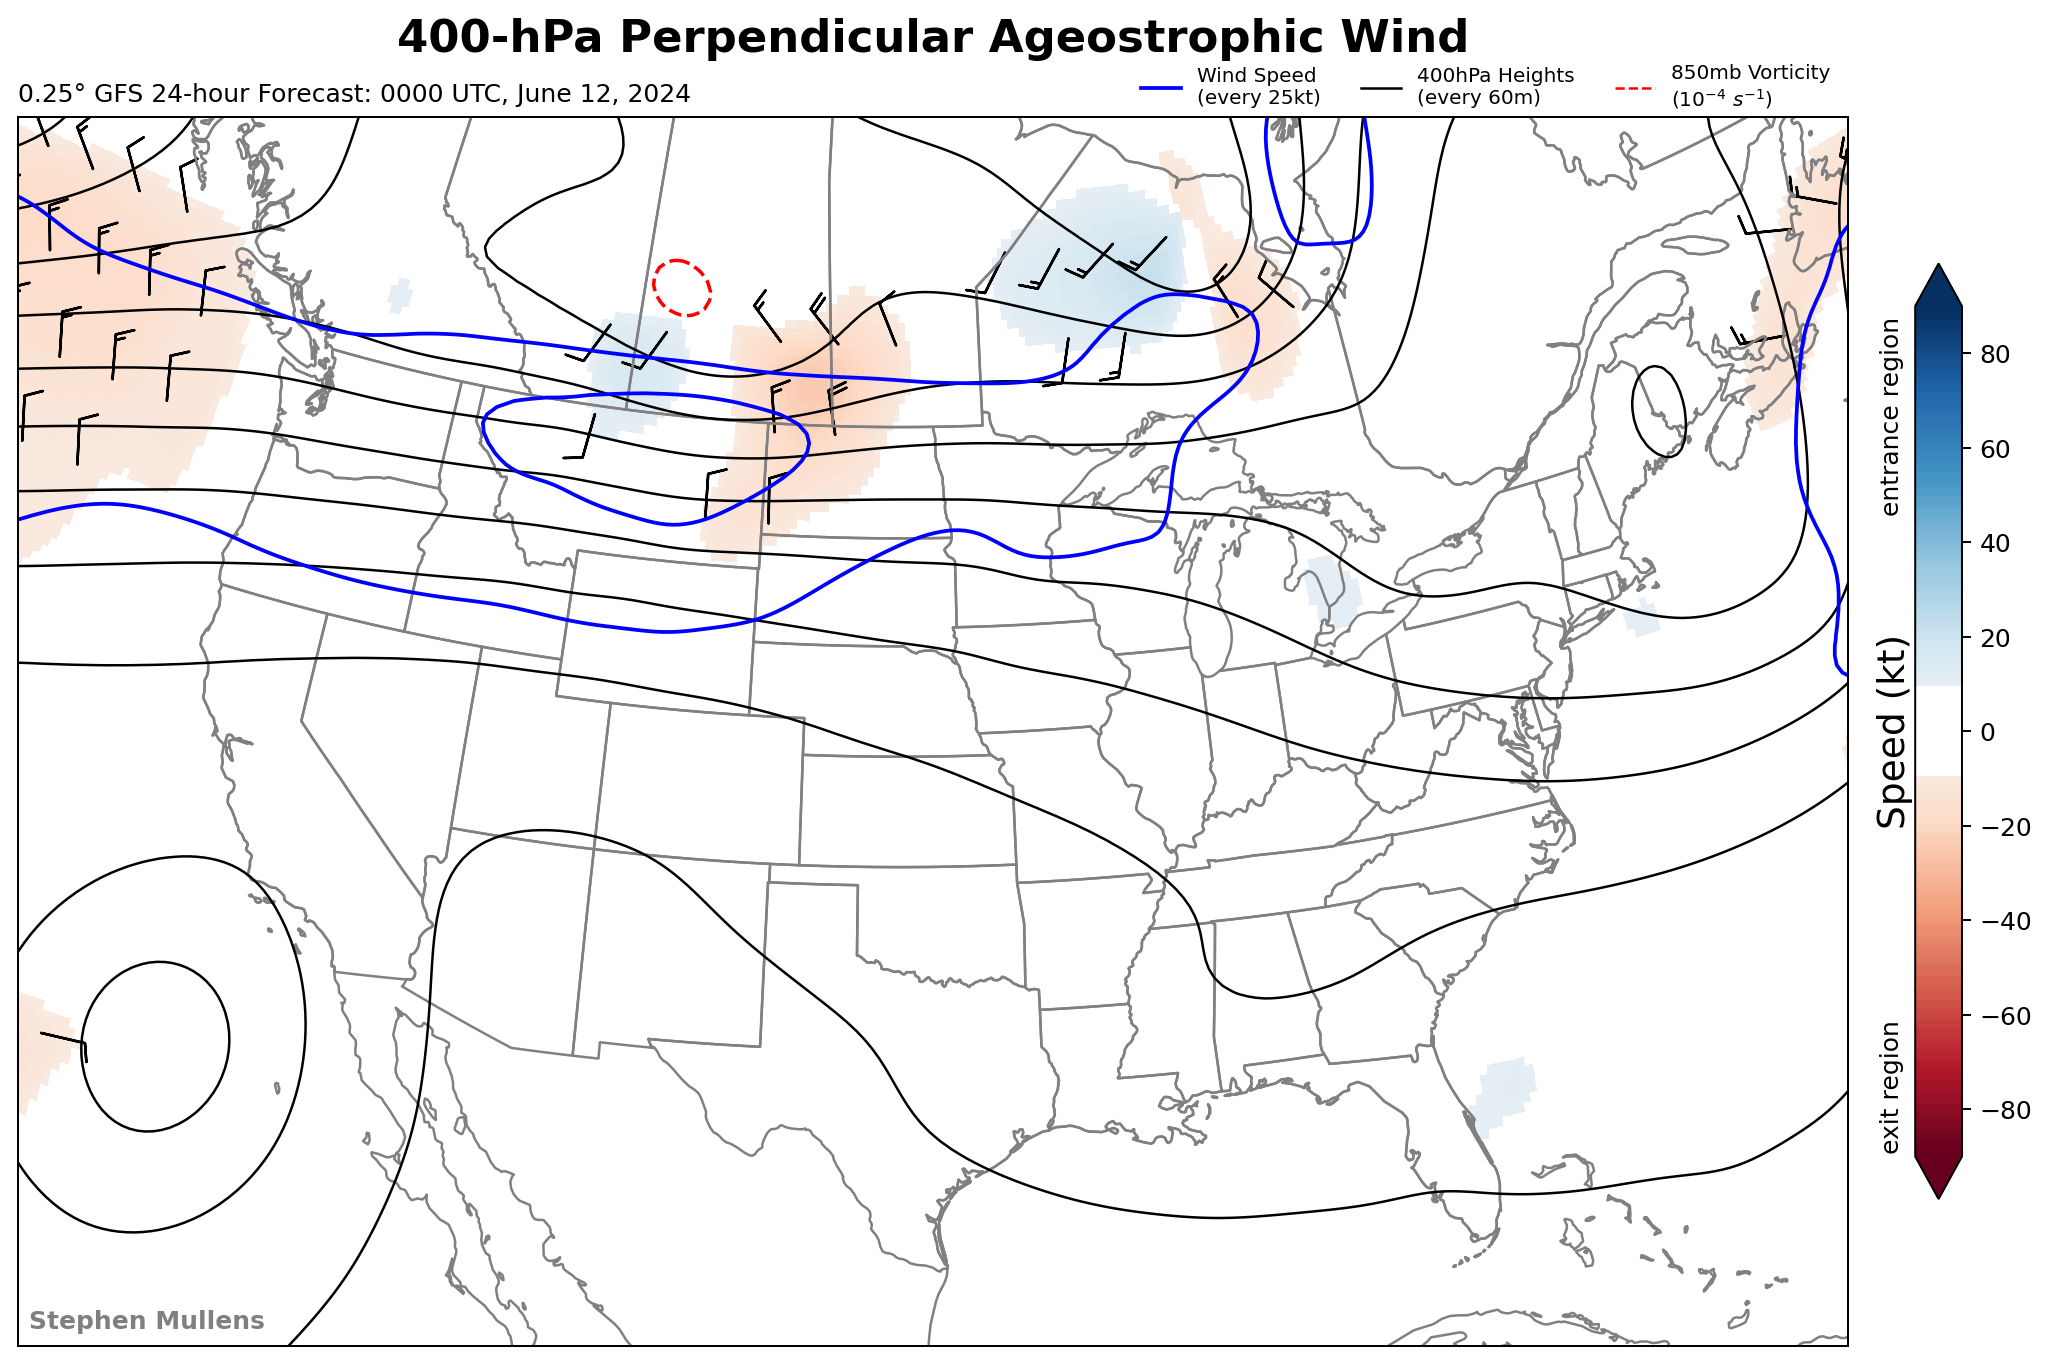 400-hPa Perpendicular Ageostrophic Wind
0.25° GFS 24-hour Forecast: 0000 UTC, June 12, 2024
Wind Speed
(every 25kt)
400hPa Heights
(every 60m)
850mb Vorticity
(10⁻⁴ s⁻¹)
entrance region
Speed (kt)
exit region
80
60
40
20
0
−20
−40
−60
−80
Stephen Mullens